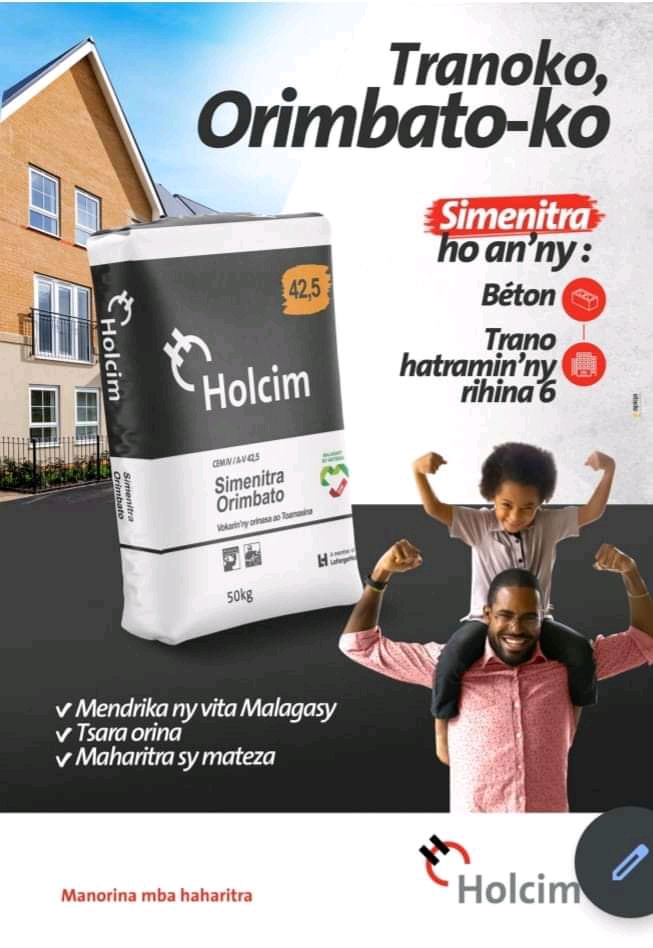 Tranoko,
Orimbato-ko
Simenitra
ho an'ny :
Béton
Trano
hatramin'ny
rihina 6
42,5
Holcim
Holcim
CEM IV / A-V 42,5
Simenitra
Orimbato
Vokarin'ny orinasa ao Toamasina
Simenitra
Orimbato
A member of
50kg
Mendrika ny vita Malagasy
Tsara orina
Maharitra sy mateza
Manorina mba haharitra
Holcim